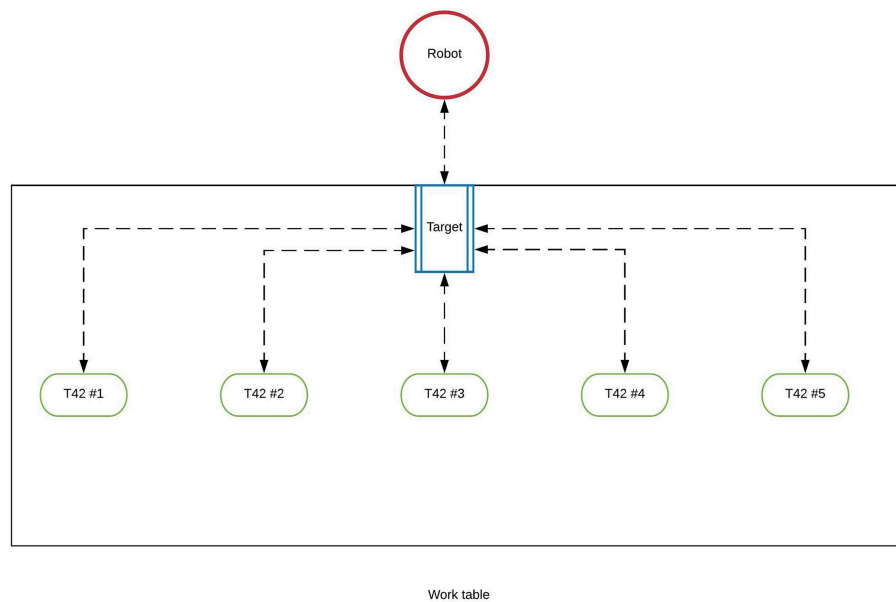 Robot
Target
T42 #1
T42 #2
T42 #3
T42 #4
T42 #5
Work table